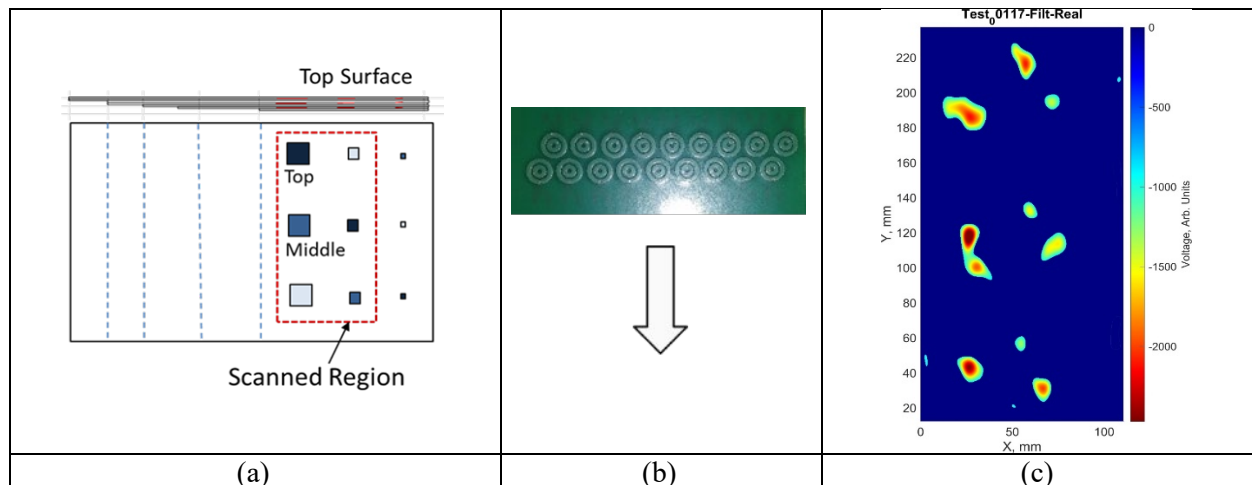 Top Surface
Top
Middle
Scanned Region
Test₀0117-Filt-Real
Y, mm
220
200
180
160
140
120
100
80
60
40
20
0
50
100
X, mm
0
-500
-1000
-1500
-2000
Voltage, Arb. Units
(a)
(b)
(c)